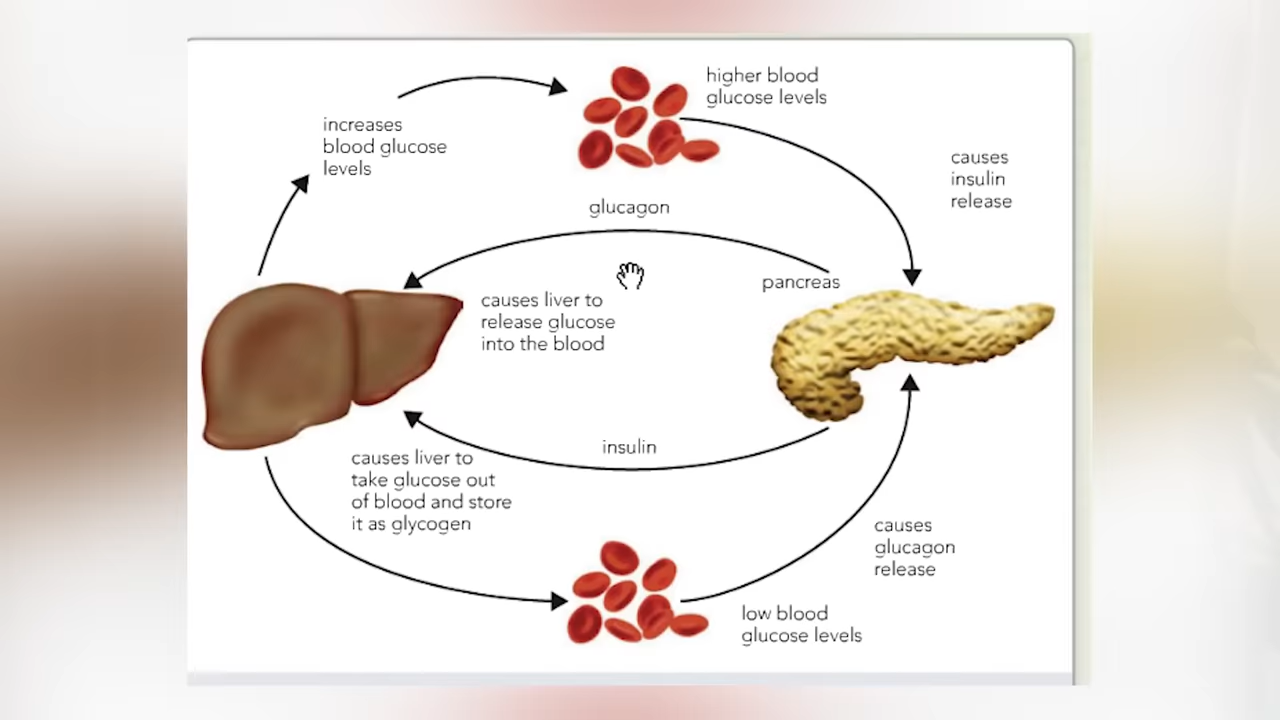 higher blood
glucose levels
increases
blood glucose
levels
causes
insulin
release
glucagon
pancreas
causes liver to
release glucose
into the blood
insulin
causes liver to
take glucose out
of blood and store
it as glycogen
causes
glucagon
release
low blood
glucose levels